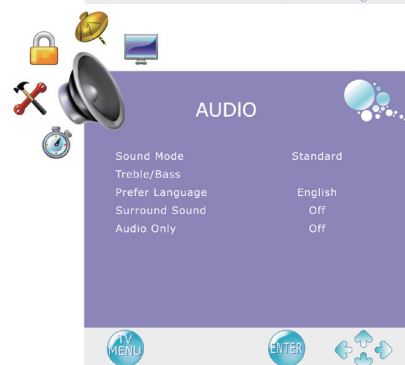 AUDIO
Sound Mode Standard
Treble/Bass
Prefer Language English
Surround Sound Off
Audio Only Off
TV
MENU
ENTER